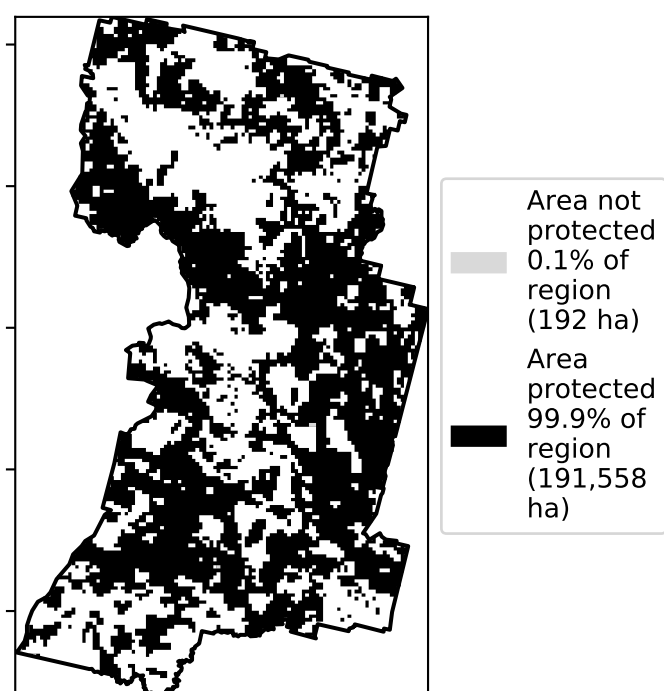 Area not
protected
0.1% of
region
(192 ha)
Area
protected
99.9% of
region
(191,558
ha)